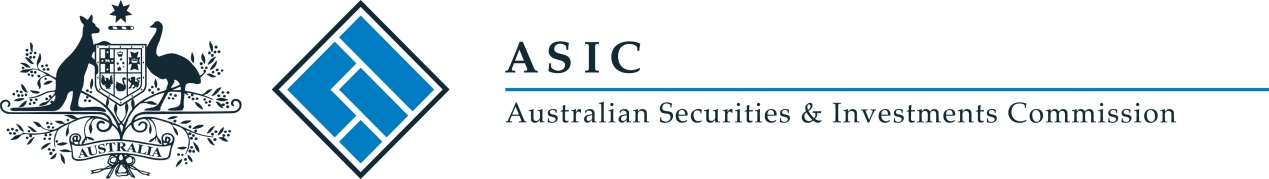 AUSTRALIA
ASIC
Australian Securities & Investments Commission